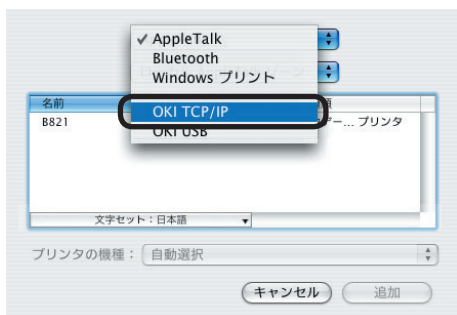 ✓ AppleTalk
Bluetooth
Windows プリント
OKI TCP/IP
OKI USB
名前
B821
プリンタ
文字セット：日本語
プリンタの機種： 自動選択
キャンセル 追加